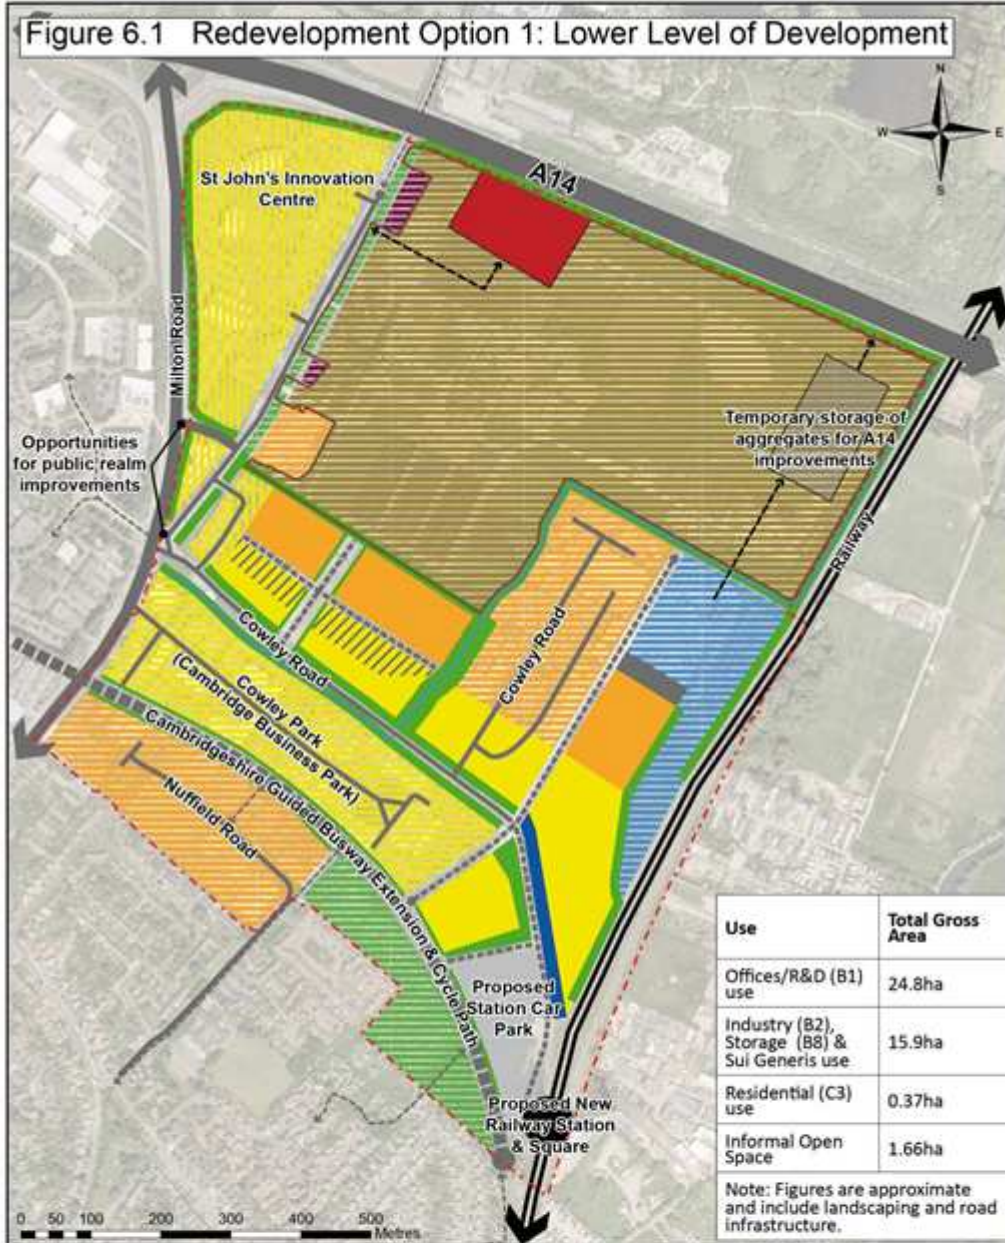 Figure 6.1 Redevelopment Option 1: Lower Level of Development
N
W E
S
A14
St John's Innovation
Centre
Milton Road
Opportunities
for public realm
improvements
Temporary storage of
aggregates for A14
improvements
Railway
Cowley Road
Cowley Road
Cowley Park
(Cambridge Business Park)
Cambridgeshire Guided Busway Extension & Cycle Path
Nuffield Road
Proposed
Station Car
Park
Proposed New
Railway Station
& Square
Use Total Gross
Area
Offices/R&D (B1)
use 24.8ha
Industry (B2),
Storage (B8) &
Sui Generis use 15.9ha
Residential (C3)
use 0.37ha
Informal Open
Space 1.66ha
Note: Figures are approximate
and include landscaping and road
infrastructure.
0 50 100 200 300 400 500
Metres